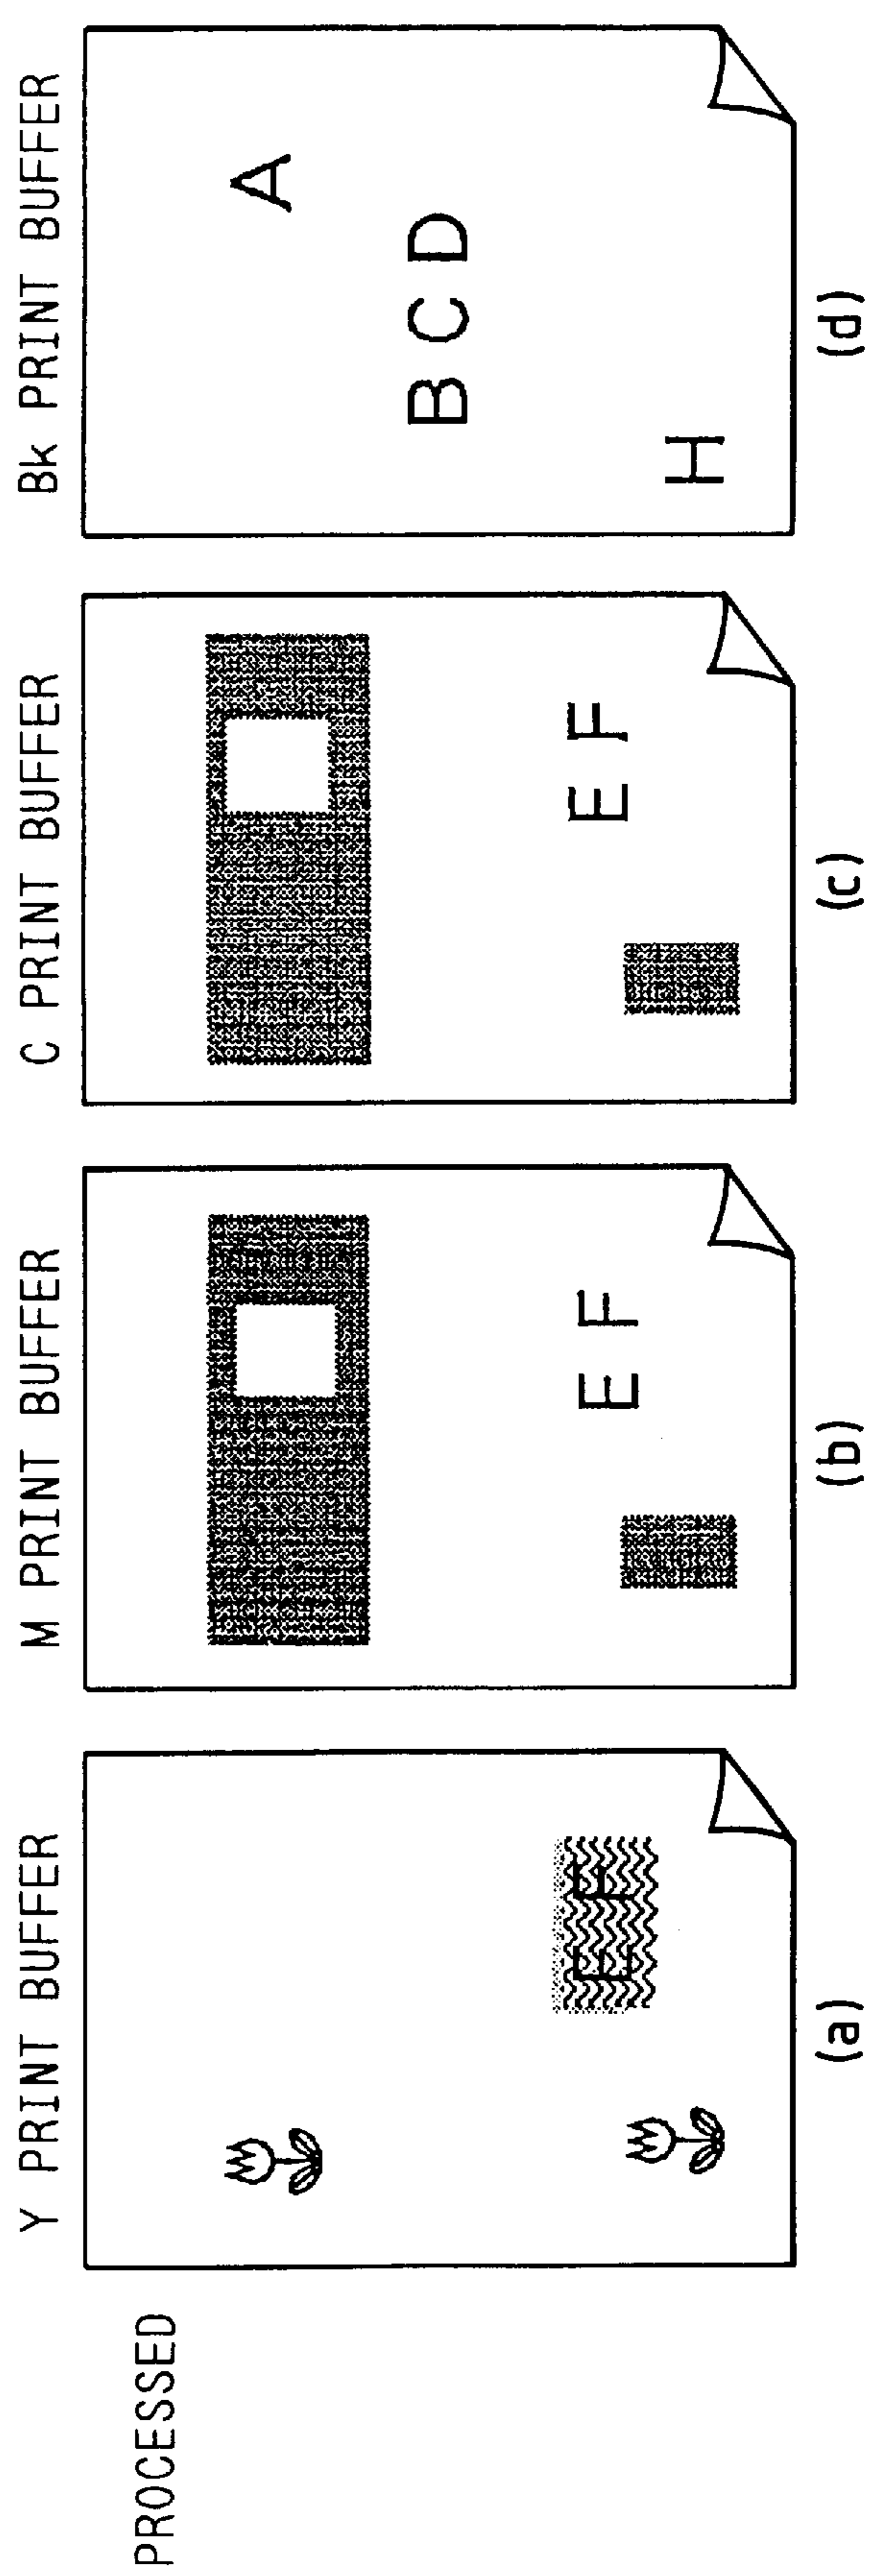 PROCESSED
Y PRINT BUFFER
E F
(a)
M PRINT BUFFER
E F
(b)
C PRINT BUFFER
E F
(c)
Bk PRINT BUFFER
A
B C D
H
(d)